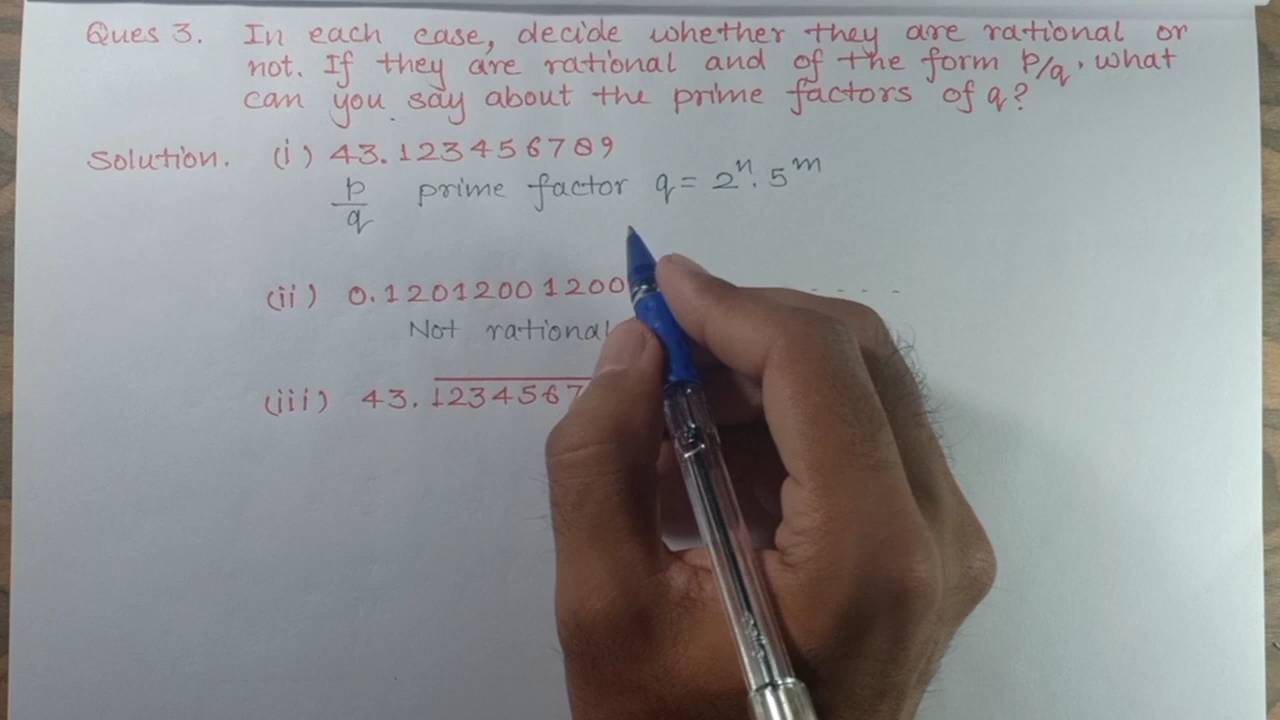 Ques 3. In each case, decide whether they are rational or
not. If they are rational and of the form p/q, what
can you say about the prime factors of q?
Solution. (i) 43.123456789
p/q prime factor q = 2ⁿ. 5ᵐ
(ii) 0.12012001200 - - - -
Not rational
(iii) 43.1234567